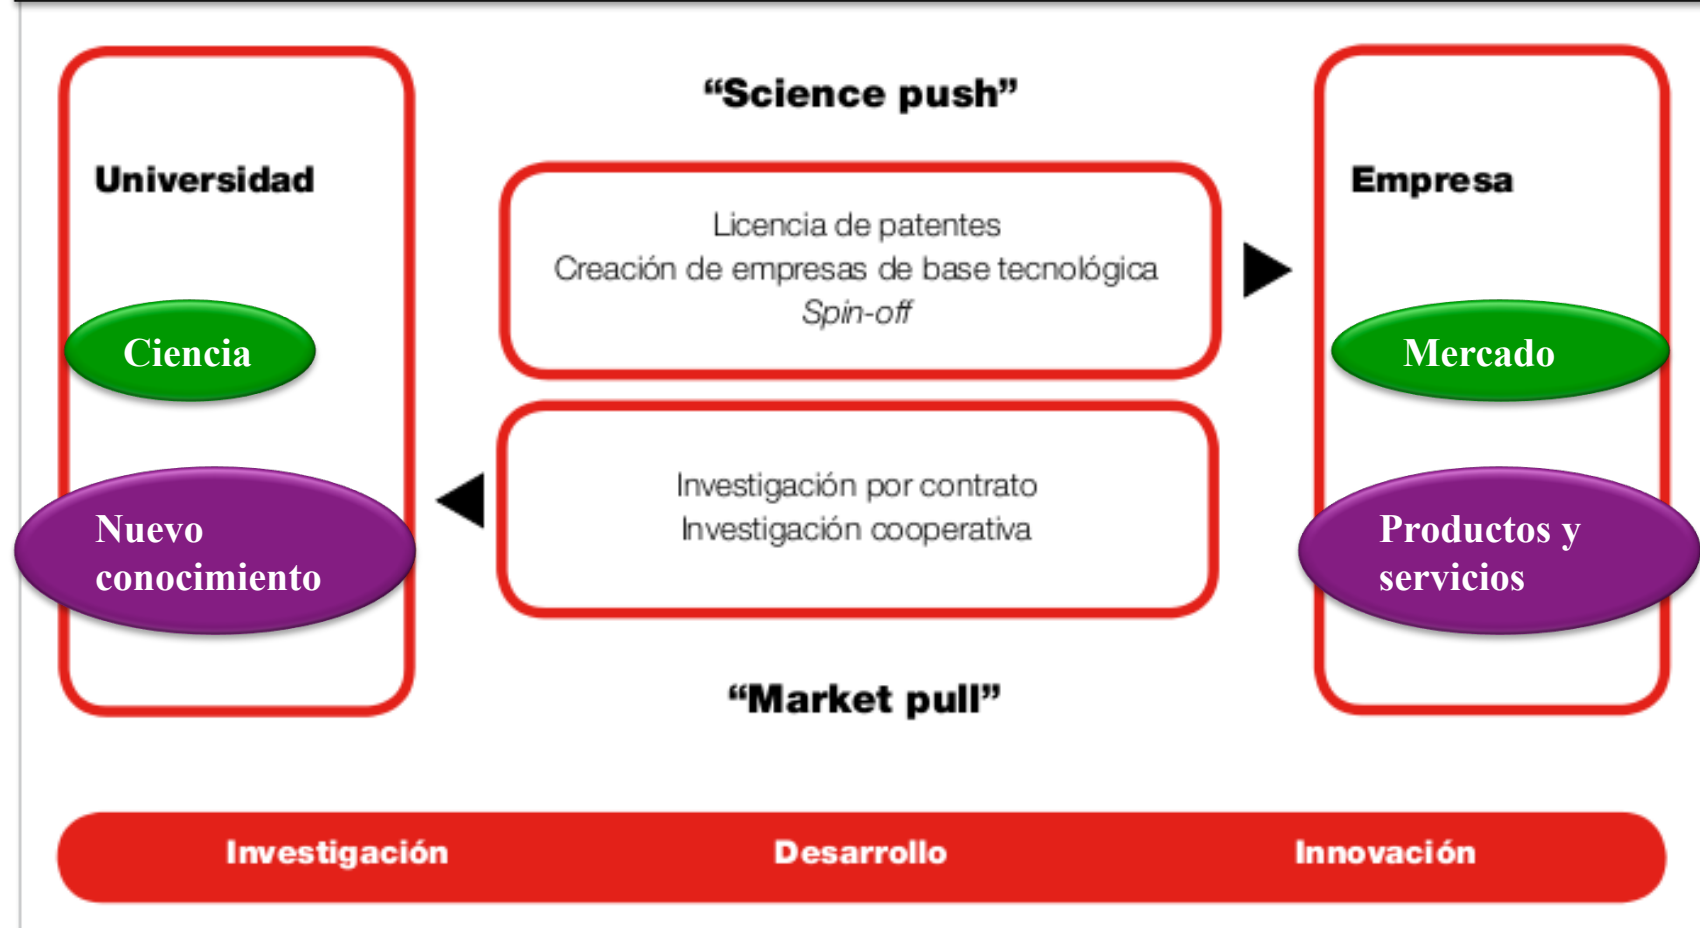 “Science push”
Universidad
Ciencia
Nuevo
conocimiento
Licencia de patentes
Creación de empresas de base tecnológica
Spin-off
Investigación por contrato
Investigación cooperativa
Empresa
Mercado
Productos y
servicios
“Market pull”
Investigación
Desarrollo
Innovación